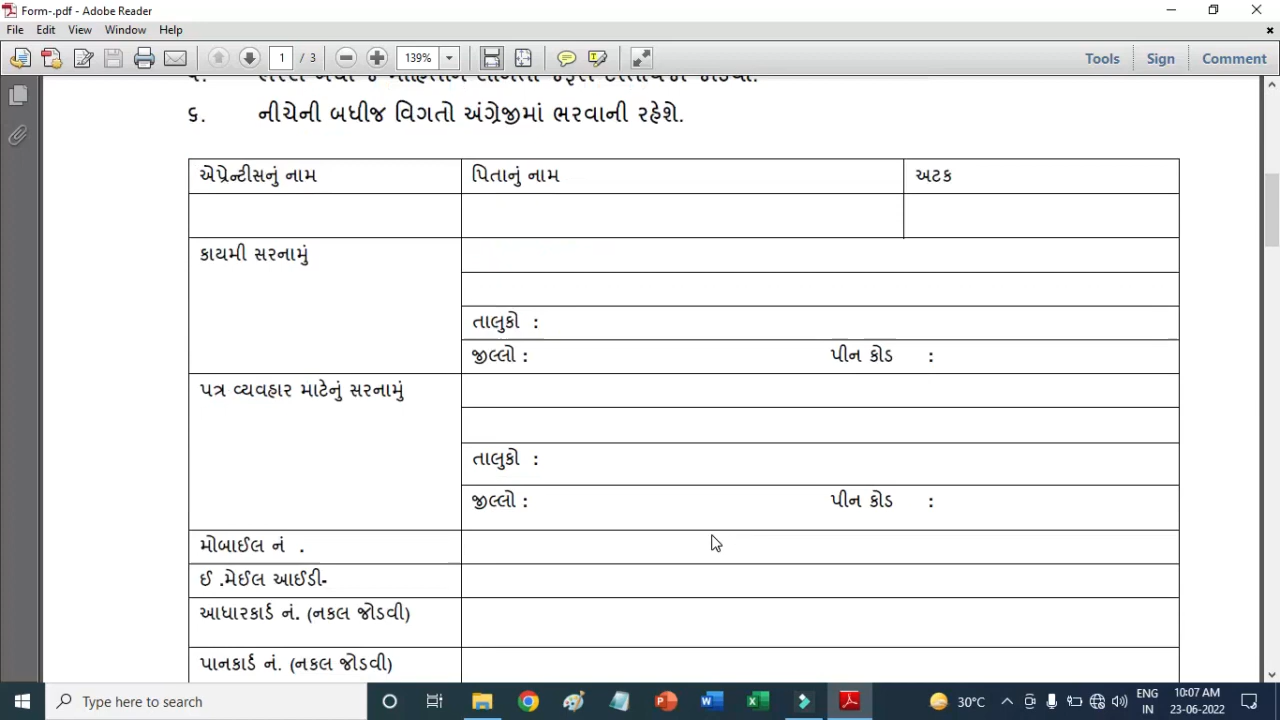 Form-.pdf - Adobe Reader
File Edit View Window Help
1 / 3 139% Tools Sign Comment
૬. નીચેની બધીજ વિગતો અંગ્રેજીમાં ભરવાની રહેશે.
એપ્રેન્ટીસનું નામ પિતાનું નામ અટક
કાયમી સરનામું
તાલુકો :
જીલ્લો : પીન કોડ :
પત્ર વ્યવહાર માટેનું સરનામું
તાલુકો :
જીલ્લો : પીન કોડ :
મોબાઈલ નં .
ઈ .મેઈલ આઈડી-
આધારકાર્ડ નં. (નકલ જોડવી)
પાનકાર્ડ નં. (નકલ જોડવી)
Type here to search 30°C ENG 10:07 AM
IN 23-06-2022